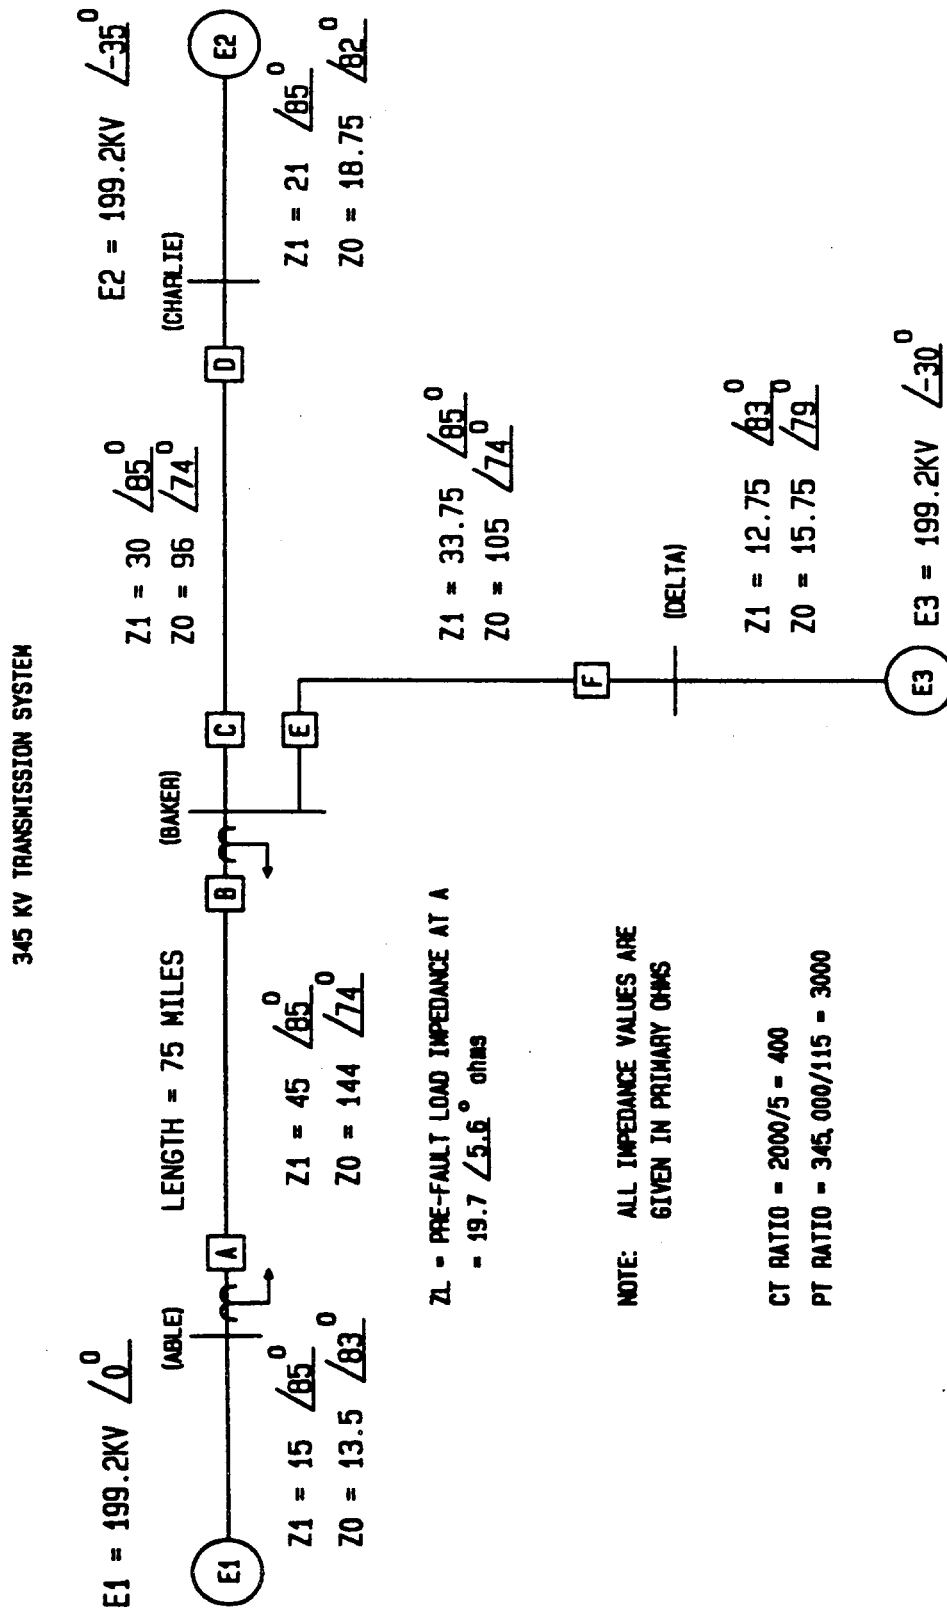 345 KV TRANSMISSION SYSTEM
E1 = 199.2KV /0°
E2 = 199.2KV /-35°
(ABLE)
LENGTH = 75 MILES
(BAKER)
(CHARLIE)
E1
A
B
C
D
E2
Z1 = 15 /85°
Z0 = 13.5 /83°
Z1 = 45 /85°
Z0 = 144 /74°
Z1 = 30 /85°
Z0 = 96 /74°
Z1 = 21 /85°
Z0 = 18.75 /82°
E
ZL = PRE-FAULT LOAD IMPEDANCE AT A
= 19.7 /5.6° ohms
Z1 = 33.75 /85°
Z0 = 105 /74°
F
(DELTA)
NOTE: ALL IMPEDANCE VALUES ARE
GIVEN IN PRIMARY OHMS
Z1 = 12.75 /83°
Z0 = 15.75 /79°
CT RATIO = 2000/5 = 400
PT RATIO = 345,000/115 = 3000
E3
E3 = 199.2KV /-30°